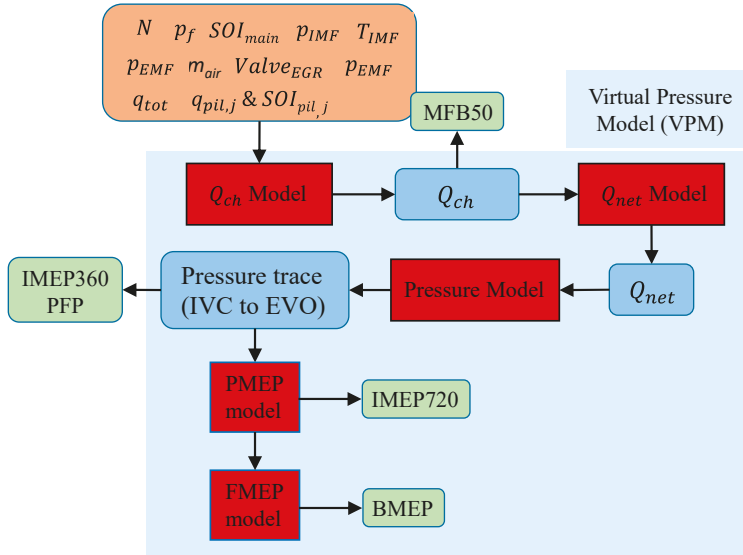 N p_f SOI_main p_IMF T_IMF
p_EMF m_air Valve_EGR p_EMF
q_tot q_pil,j & SOI_pil,j
MFB50
Virtual Pressure
Model (VPM)
Q_ch Model
Q_ch
Q_net Model
IMEP360
PFP
Pressure trace
(IVC to EVO)
Pressure Model
Q_net
PMEP
model
IMEP720
FMEP
model
BMEP